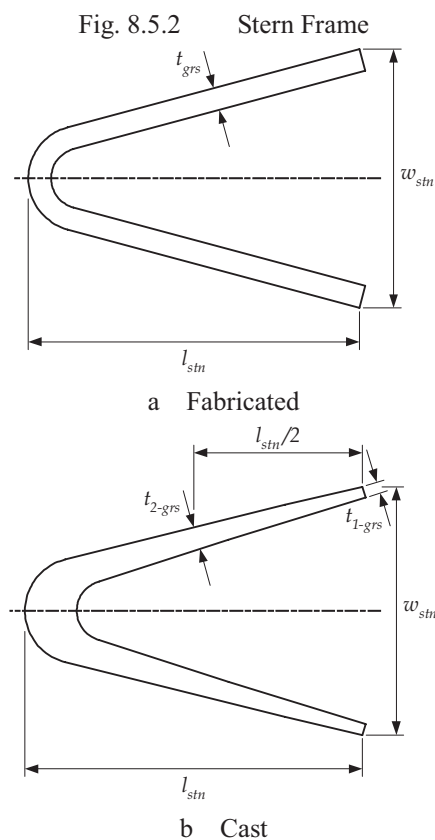 Fig. 8.5.2 Stern Frame
t_grs
w_stn
l_stn
a Fabricated
l_stn/2
t_2-grs
t_1-grs
w_stn
l_stn
b Cast